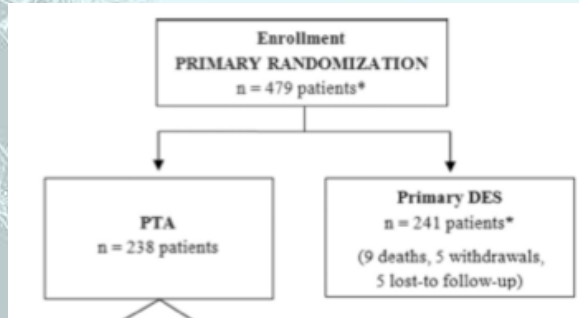 Enrollment
PRIMARY RANDOMIZATION
n = 479 patients*
PTA
n = 238 patients
Primary DES
n = 241 patients*
(9 deaths, 5 withdrawals,
5 lost-to follow-up)